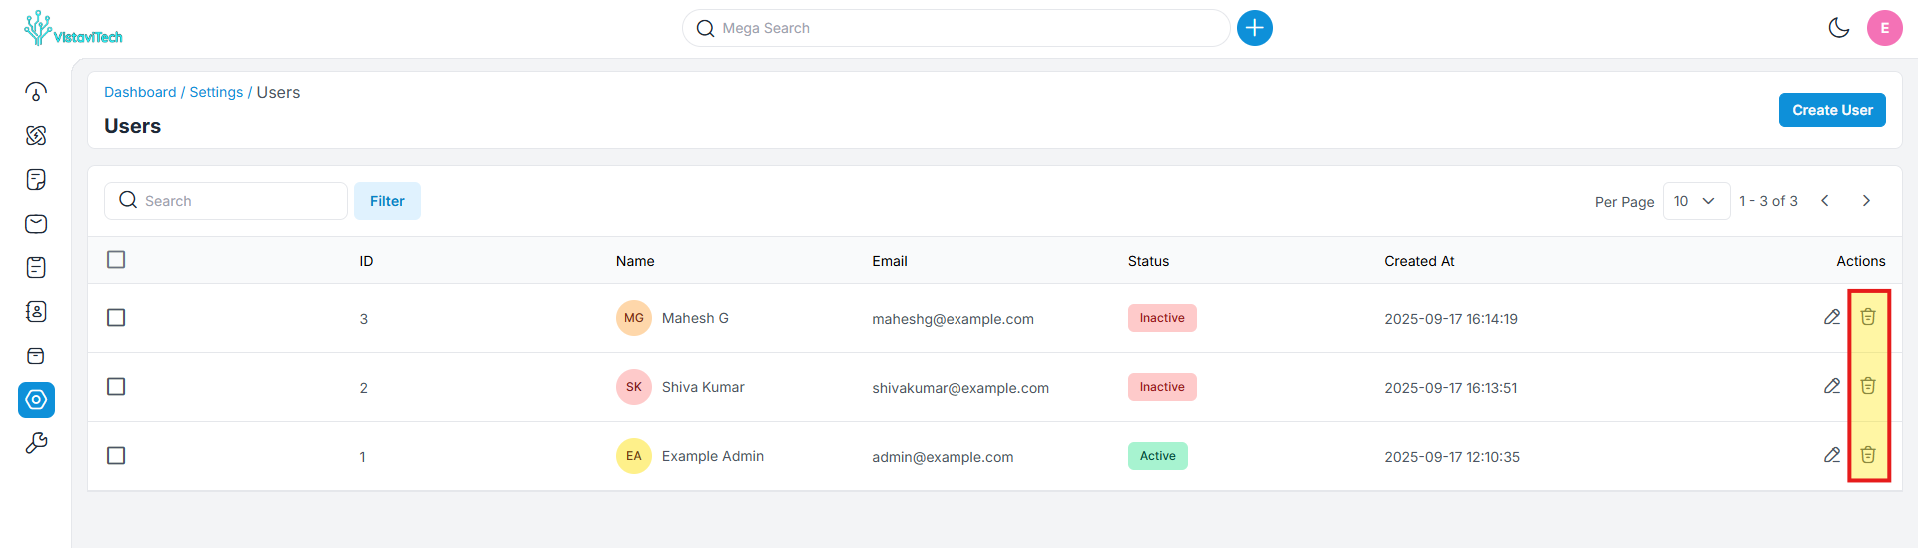 VistaviTech
Mega Search
E
Dashboard / Settings / Users
Users
Create User
Search
Filter
Per Page 10 1 - 3 of 3
ID Name Email Status Created At Actions
3 MG Mahesh G maheshg@example.com Inactive 2025-09-17 16:14:19
2 SK Shiva Kumar shivakumar@example.com Inactive 2025-09-17 16:13:51
1 EA Example Admin admin@example.com Active 2025-09-17 12:10:35